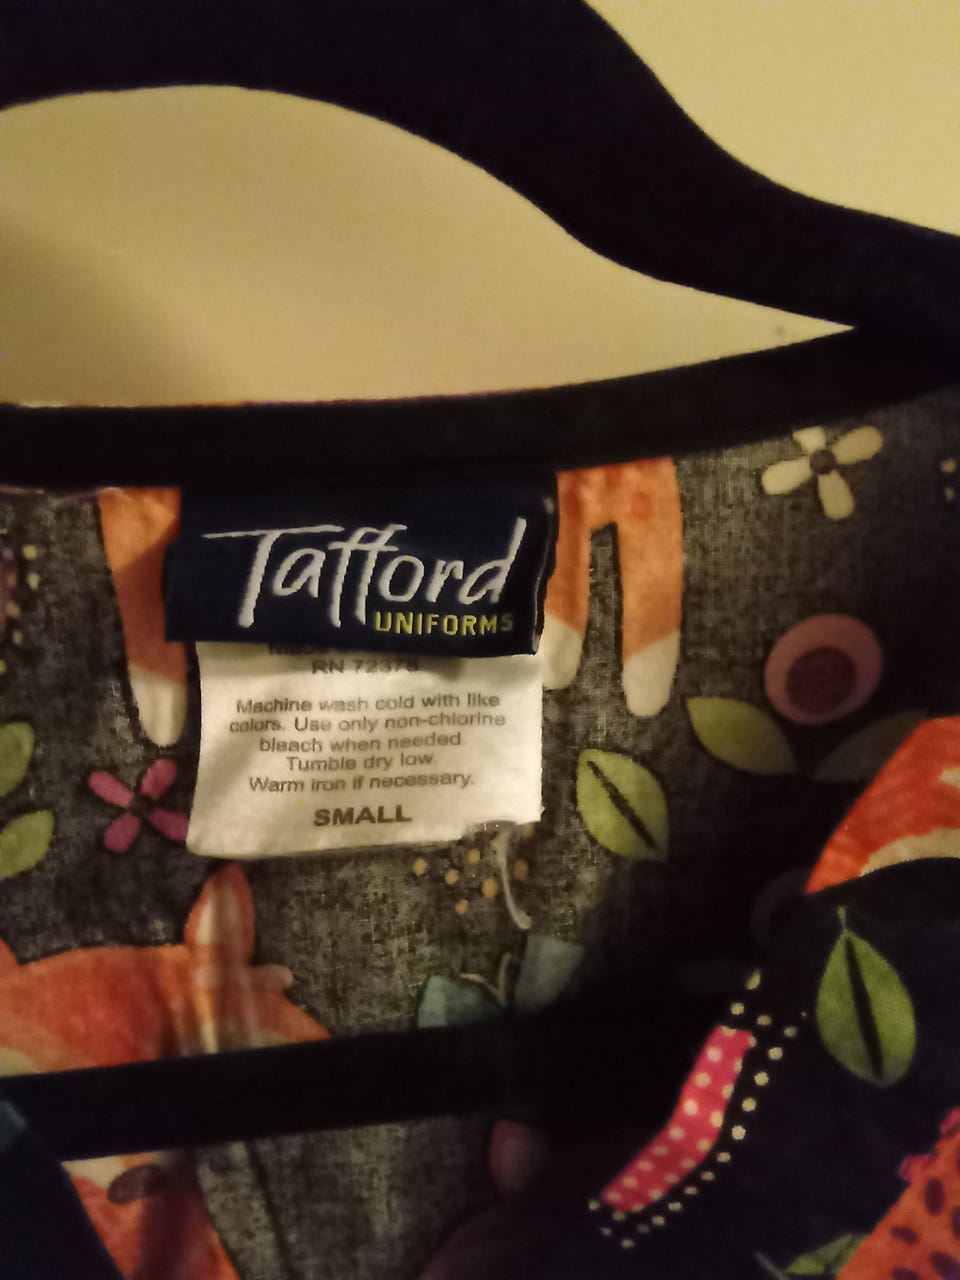 Tafford
UNIFORMS
RN 72378
Machine wash cold with like
colors. Use only non-chlorine
bleach when needed.
Tumble dry low.
Warm iron if necessary.
SMALL